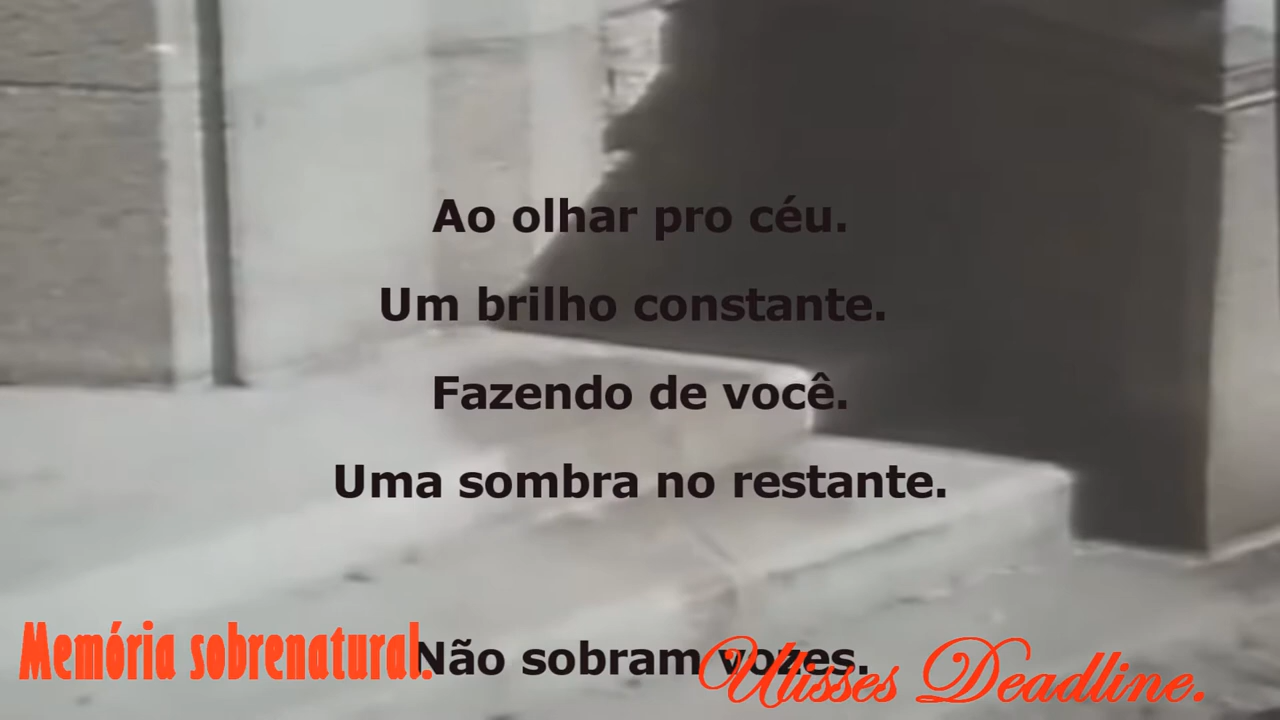 Ao olhar pro céu.
Um brilho constante.
Fazendo de você.
Uma sombra no restante.
Não sobram vozes.
Memória sobrenatural.
Ulisses Deadline.